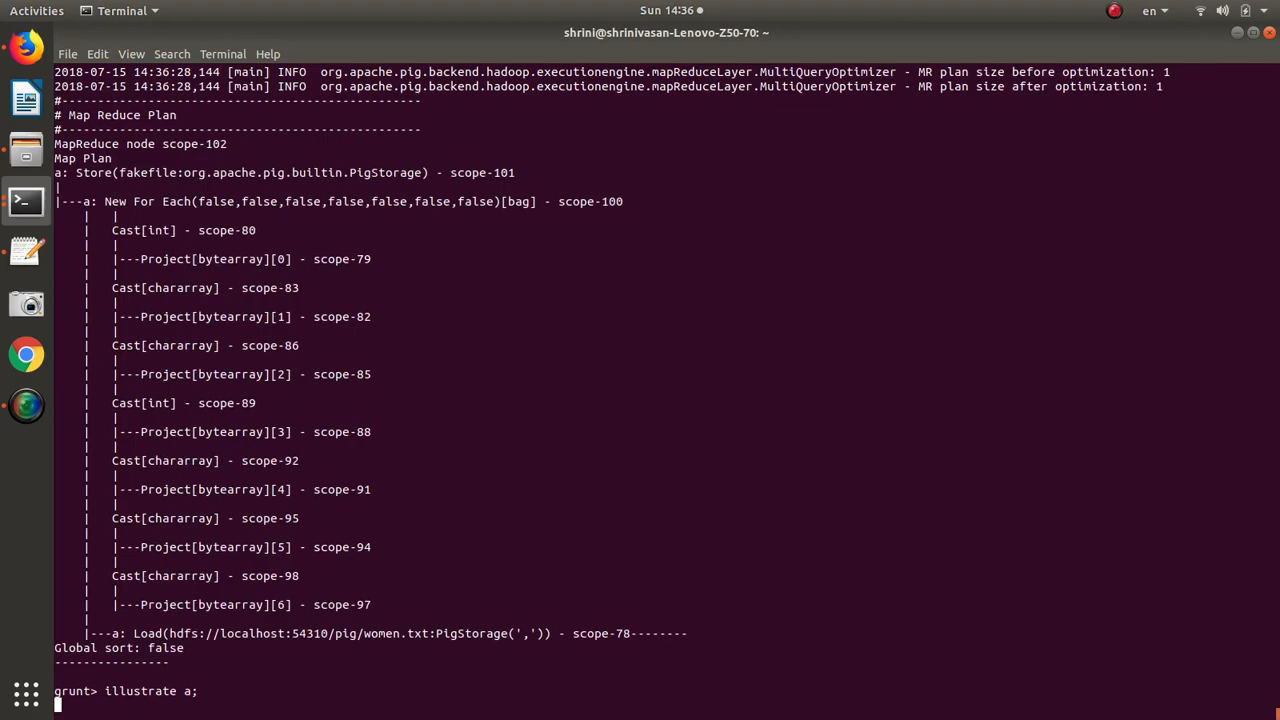 Activities
Terminal
Sun 14:36
en
shrini@shrinivasan-Lenovo-Z50-70: ~
File Edit View Search Terminal Help
2018-07-15 14:36:28,144 [main] INFO  org.apache.pig.backend.hadoop.executionengine.mapReduceLayer.MultiQueryOptimizer - MR plan size before optimization: 1
2018-07-15 14:36:28,144 [main] INFO  org.apache.pig.backend.hadoop.executionengine.mapReduceLayer.MultiQueryOptimizer - MR plan size after optimization: 1
#--------------------------------------------------
# Map Reduce Plan
#--------------------------------------------------
MapReduce node scope-102
Map Plan
a: Store(fakefile:org.apache.pig.builtin.PigStorage) - scope-101
|
|---a: New For Each(false,false,false,false,false,false,false)[bag] - scope-100
    |   |
    |   Cast[int] - scope-80
    |   |
    |   |---Project[bytearray][0] - scope-79
    |   |
    |   Cast[chararray] - scope-83
    |   |
    |   |---Project[bytearray][1] - scope-82
    |   |
    |   Cast[chararray] - scope-86
    |   |
    |   |---Project[bytearray][2] - scope-85
    |   |
    |   Cast[int] - scope-89
    |   |
    |   |---Project[bytearray][3] - scope-88
    |   |
    |   Cast[chararray] - scope-92
    |   |
    |   |---Project[bytearray][4] - scope-91
    |   |
    |   Cast[chararray] - scope-95
    |   |
    |   |---Project[bytearray][5] - scope-94
    |   |
    |   Cast[chararray] - scope-98
    |   |
    |   |---Project[bytearray][6] - scope-97
    |
    |---a: Load(hdfs://localhost:54310/pig/women.txt:PigStorage(',')) - scope-78--------
Global sort: false
----------------
grunt> illustrate a;